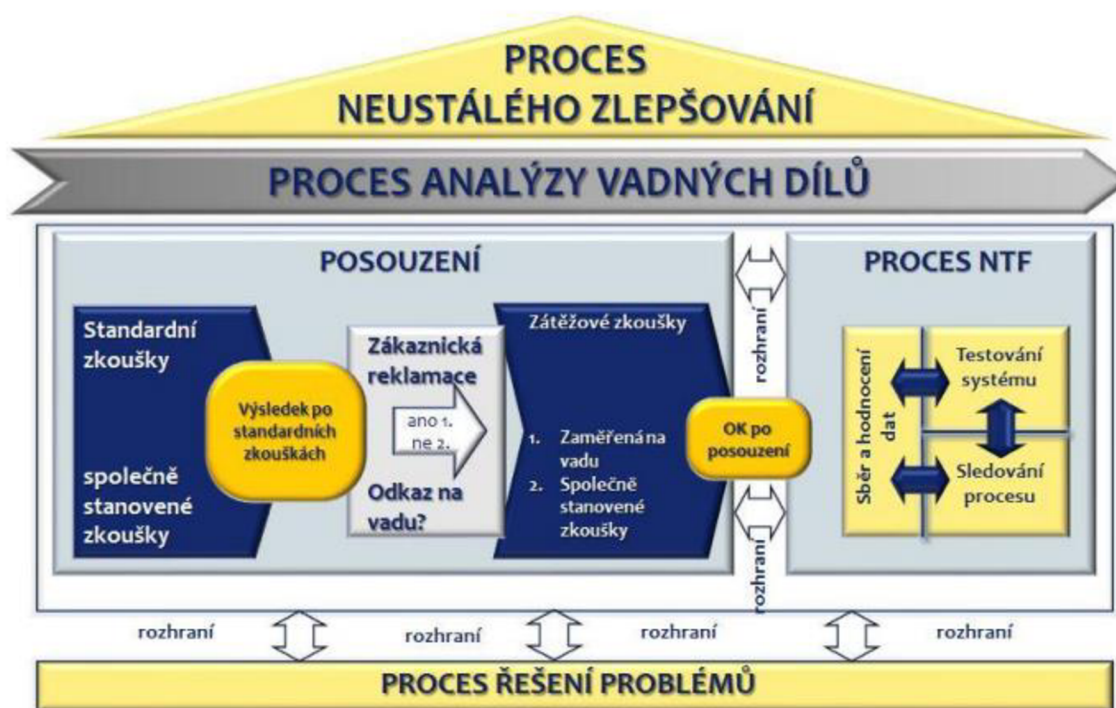 PROCES
NEUSTÁLÉHO ZLEPŠOVÁNÍ
PROCES ANALÝZY VADNÝCH DÍLŮ
POSOUZENÍ
Standardní
zkoušky
společně
stanovené
zkoušky
Výsledek po
standardních
zkouškách
Zákaznická
reklamace
ano 1.
ne 2.
Odkaz na
vadu?
Zátěžové zkoušky
1. Zaměřená na
vadu
2. Společně
stanovené
zkoušky
OK po
posouzení
rozhraní
rozhraní
PROCES NTF
Sběr a hodnocení
dat
Testování
systému
Sledování
procesu
rozhraní
rozhraní
rozhraní
rozhraní
PROCES ŘEŠENÍ PROBLÉMŮ